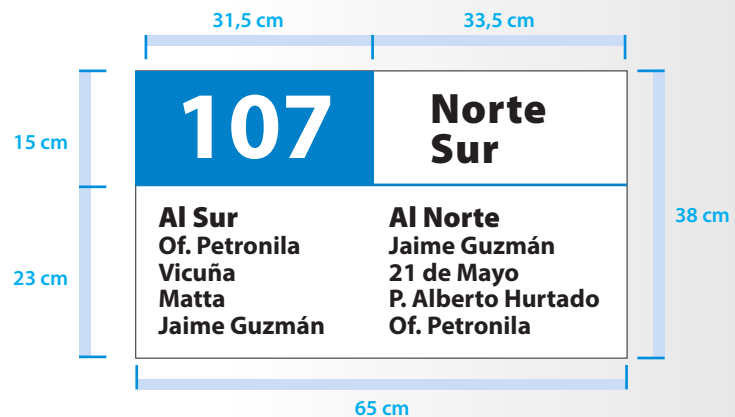 31,5 cm
33,5 cm
107
Norte
Sur
15 cm
38 cm
23 cm
Al Sur
Of. Petronila
Vicuña
Matta
Jaime Guzmán
Al Norte
Jaime Guzmán
21 de Mayo
P. Alberto Hurtado
Of. Petronila
65 cm